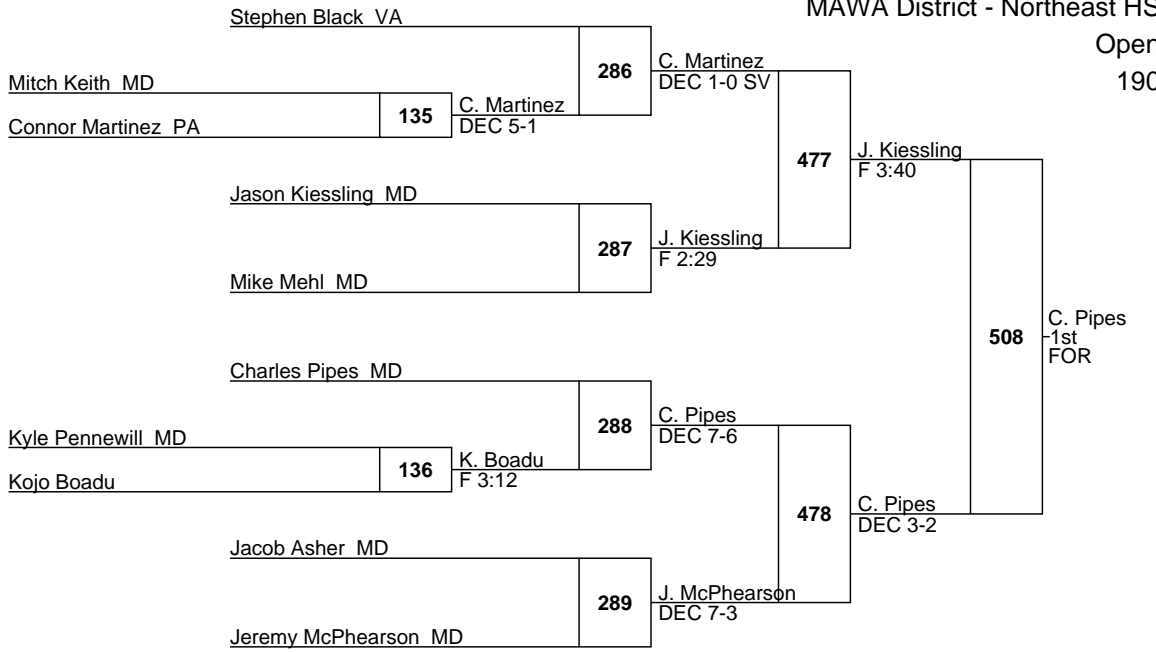 MAWA District - Northeast HS
Open
190
Stephen Black VA
286
C. Martinez
DEC 1-0 SV
Mitch Keith MD
135
C. Martinez
DEC 5-1
Connor Martinez PA
477
J. Kiessling
F 3:40
Jason Kiessling MD
287
J. Kiessling
F 2:29
Mike Mehl MD
508
C. Pipes
1st
FOR
Charles Pipes MD
288
C. Pipes
DEC 7-6
Kyle Pennewill MD
136
K. Boadu
F 3:12
Kojo Boadu
478
C. Pipes
DEC 3-2
Jacob Asher MD
289
J. McPhearson
DEC 7-3
Jeremy McPhearson MD